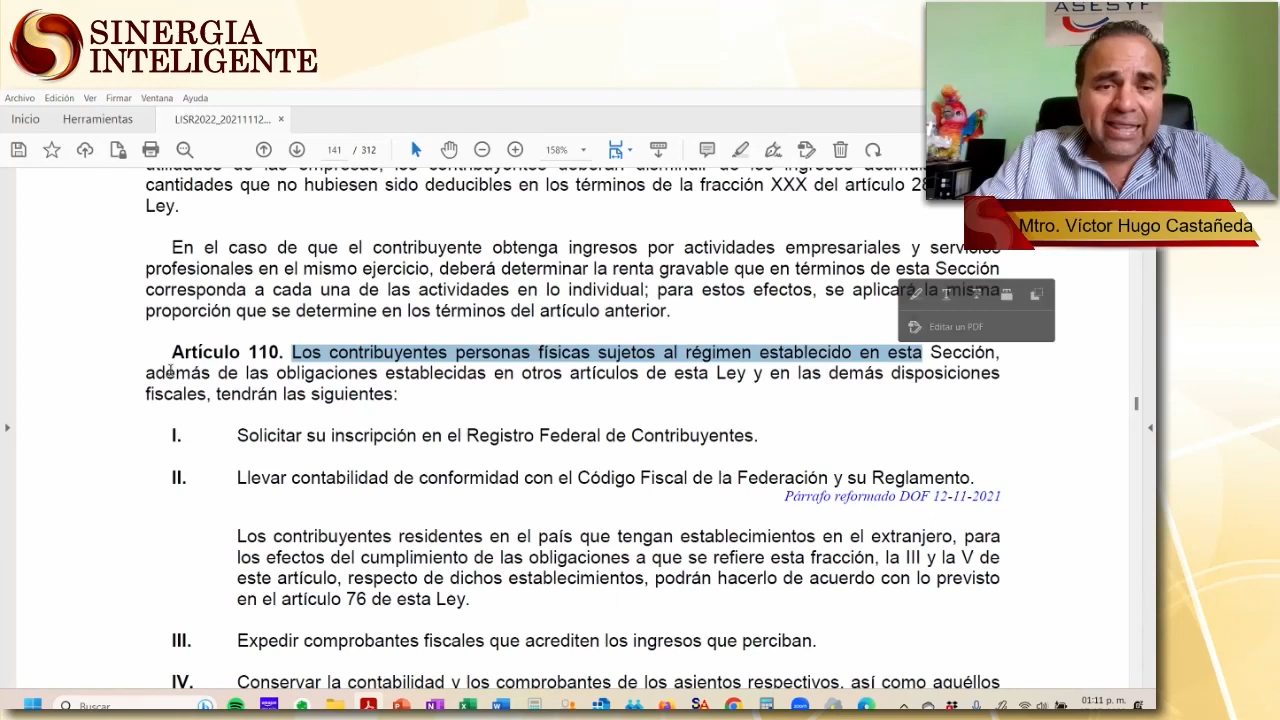 SINERGIA
INTELIGENTE
ASESYF
Archivo Edición Ver Firmar Ventana Ayuda
Inicio Herramientas LISR2022_20211112... ×
141 / 312 158%
utilidades de las empresas, los contribuyentes deberán disminuir de los ingresos
cantidades que no hubiesen sido deducibles en los términos de la fracción XXX del artículo 28
Ley.
En el caso de que el contribuyente obtenga ingresos por actividades empresariales y servicios
profesionales en el mismo ejercicio, deberá determinar la renta gravable que en términos de esta Sección
corresponda a cada una de las actividades en lo individual; para estos efectos, se aplicará la misma
proporción que se determine en los términos del artículo anterior.
Editar un PDF
Artículo 110. Los contribuyentes personas físicas sujetos al régimen establecido en esta Sección,
además de las obligaciones establecidas en otros artículos de esta Ley y en las demás disposiciones
fiscales, tendrán las siguientes:
I. Solicitar su inscripción en el Registro Federal de Contribuyentes.
II. Llevar contabilidad de conformidad con el Código Fiscal de la Federación y su Reglamento.
Párrafo reformado DOF 12-11-2021
Los contribuyentes residentes en el país que tengan establecimientos en el extranjero, para
los efectos del cumplimiento de las obligaciones a que se refiere esta fracción, la III y la V de
este artículo, respecto de dichos establecimientos, podrán hacerlo de acuerdo con lo previsto
en el artículo 76 de esta Ley.
III. Expedir comprobantes fiscales que acrediten los ingresos que perciban.
IV. Conservar la contabilidad y los comprobantes de los asientos respectivos, así como aquéllos
Mtro. Víctor Hugo Castañeda
Buscar
01:11 p. m.